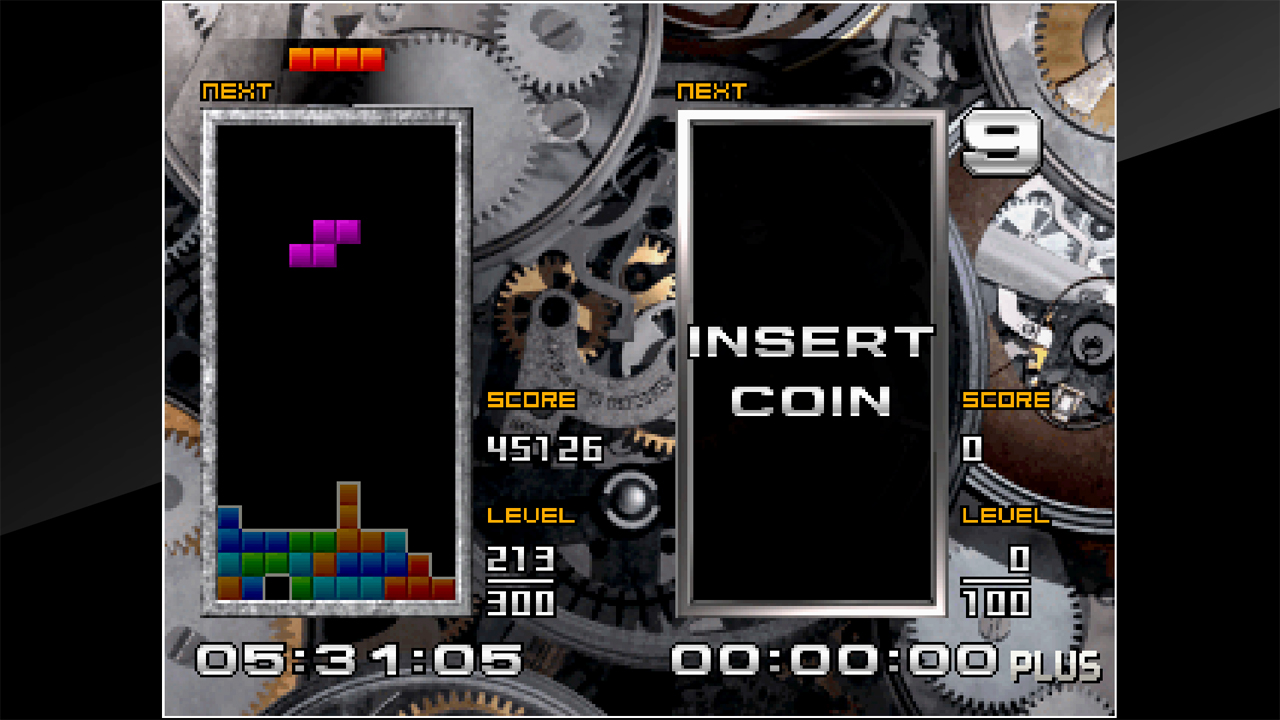 NEXT
SCORE
45126
LEVEL
213
300
05:31:05
NEXT
9
INSERT
COIN
SCORE
0
LEVEL
0
100
00:00:00 PLUS